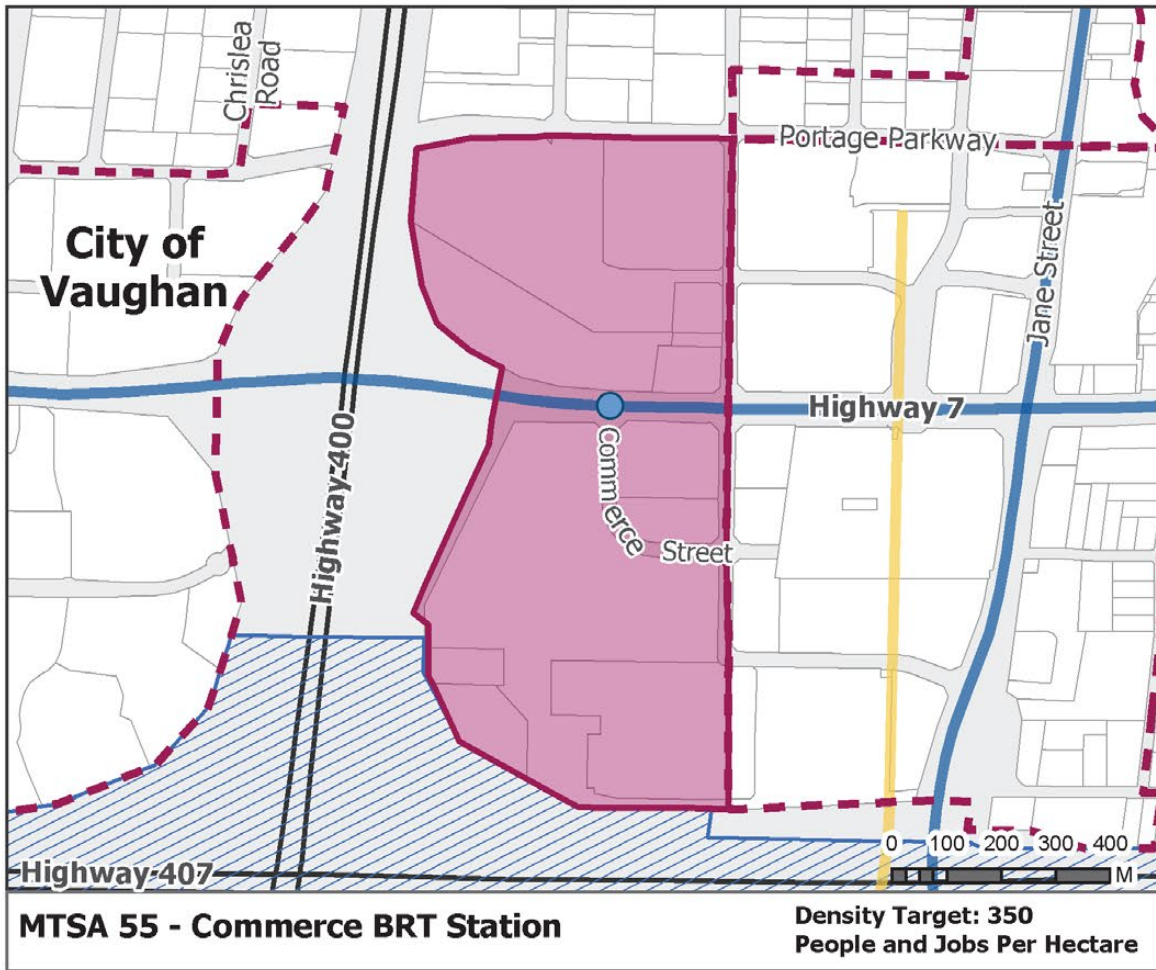 Chrislea
Road
Portage Parkway
City of
Vaughan
Jane Street
Highway 7
Highway 400
Commerce
Street
0 100 200 300 400
M
Highway 407
MTSA 55 - Commerce BRT Station
Density Target: 350
People and Jobs Per Hectare